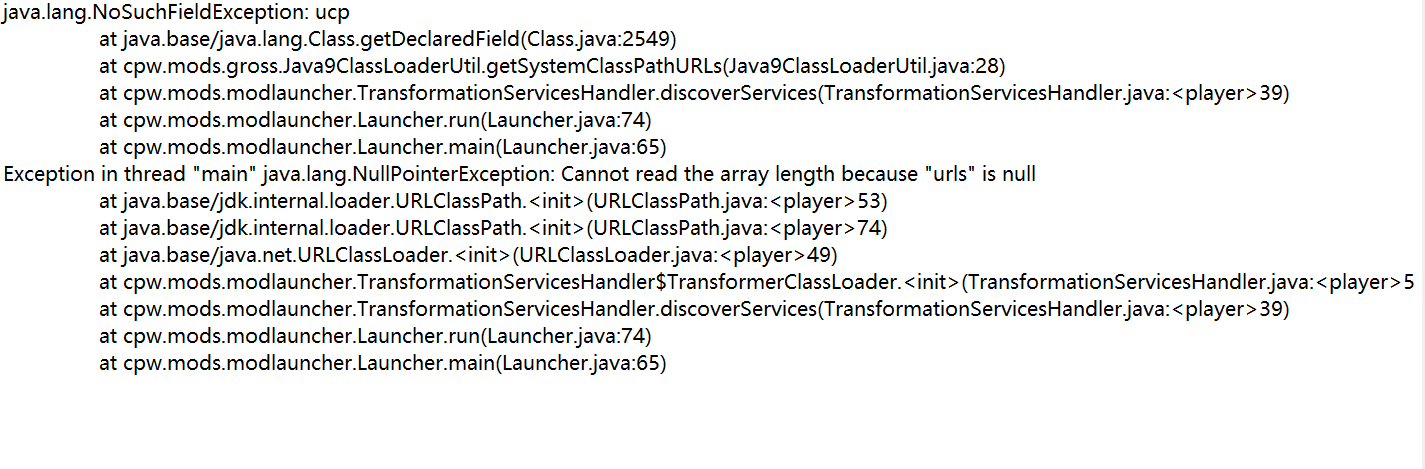 java.lang.NoSuchFieldException: ucp
at java.base/java.lang.Class.getDeclaredField(Class.java:2549)
at cpw.mods.gross.Java9ClassLoaderUtil.getSystemClassPathURLs(Java9ClassLoaderUtil.java:28)
at cpw.mods.modlauncher.TransformationServicesHandler.discoverServices(TransformationServicesHandler.java:<player>39)
at cpw.mods.modlauncher.Launcher.run(Launcher.java:74)
at cpw.mods.modlauncher.Launcher.main(Launcher.java:65)
Exception in thread "main" java.lang.NullPointerException: Cannot read the array length because "urls" is null
at java.base/jdk.internal.loader.URLClassPath.<init>(URLClassPath.java:<player>53)
at java.base/jdk.internal.loader.URLClassPath.<init>(URLClassPath.java:<player>74)
at java.base/java.net.URLClassLoader.<init>(URLClassLoader.java:<player>49)
at cpw.mods.modlauncher.TransformationServicesHandler$TransformerClassLoader.<init>(TransformationServicesHandler.java:<player>5
at cpw.mods.modlauncher.TransformationServicesHandler.discoverServices(TransformationServicesHandler.java:<player>39)
at cpw.mods.modlauncher.Launcher.run(Launcher.java:74)
at cpw.mods.modlauncher.Launcher.main(Launcher.java:65)